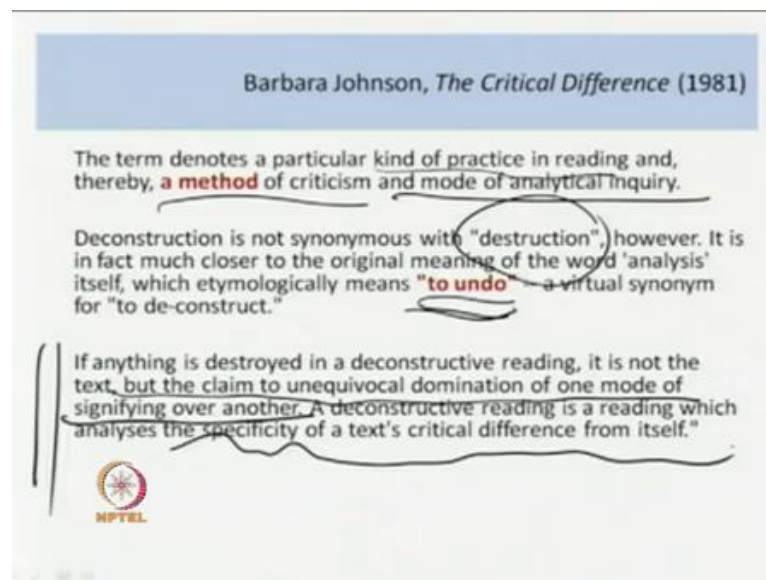 Barbara Johnson, The Critical Difference (1981)
The term denotes a particular kind of practice in reading and,
thereby, a method of criticism and mode of analytical inquiry.
Deconstruction is not synonymous with "destruction", however. It is
in fact much closer to the original meaning of the word 'analysis'
itself, which etymologically means "to undo" – a virtual synonym
for "to de-construct."
If anything is destroyed in a deconstructive reading, it is not the
text, but the claim to unequivocal domination of one mode of
signifying over another. A deconstructive reading is a reading which
analyses the specificity of a text's critical difference from itself."
NPTEL